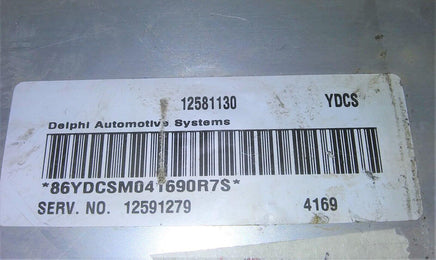 12581130 YDCS
Delphi Automotive Systems
*86YDCSM041690R7S*
SERV. NO. 12591279 4169